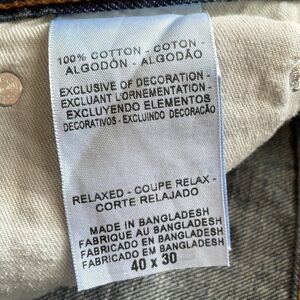 100% COTTON - COTON -
ALGODÓN - ALGODÃO
EXCLUSIVE OF DECORATION -
EXCLUANT L'ORNEMENTATION -
EXCLUYENDO ELEMENTOS
DECORATIVOS - EXCLUINDO DECORAÇÃO
RELAXED - COUPE RELAX -
CORTE RELAJADO
MADE IN BANGLADESH
FABRIQUE AU BANGLADESH
FABRICADO EN BANGLADESH
FABRICADO EM BANGLADESH
40 X 30